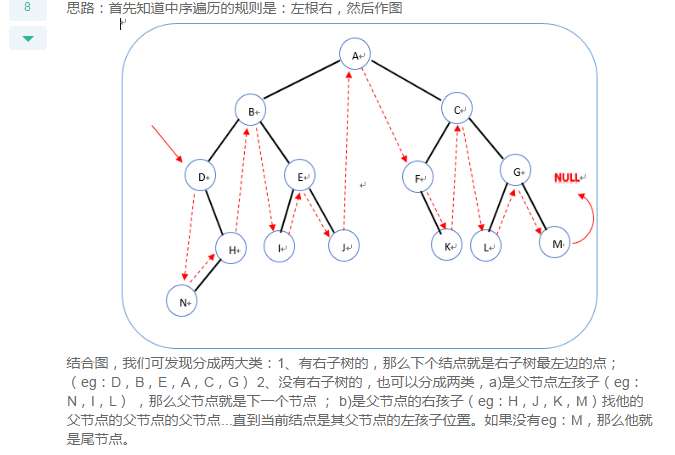 8
思路：首先知道中序遍历的规则是：左根右，然后作图
A
B
C
D
E
F
G
NULL
H
I
J
K
L
M
N
结合图，我们可发现分成两大类：1、有右子树的，那么下个结点就是右子树最左边的点；
（eg：D，B，E，A，C，G） 2、没有右子树的，也可以分成两类，a)是父节点左孩子（eg：
N，I，L） ，那么父节点就是下一个节点 ； b)是父节点的右孩子（eg：H，J，K，M）找他的
父节点的父节点的父节点...直到当前结点是其父节点的左孩子位置。如果没有eg：M，那么他就
是尾节点。